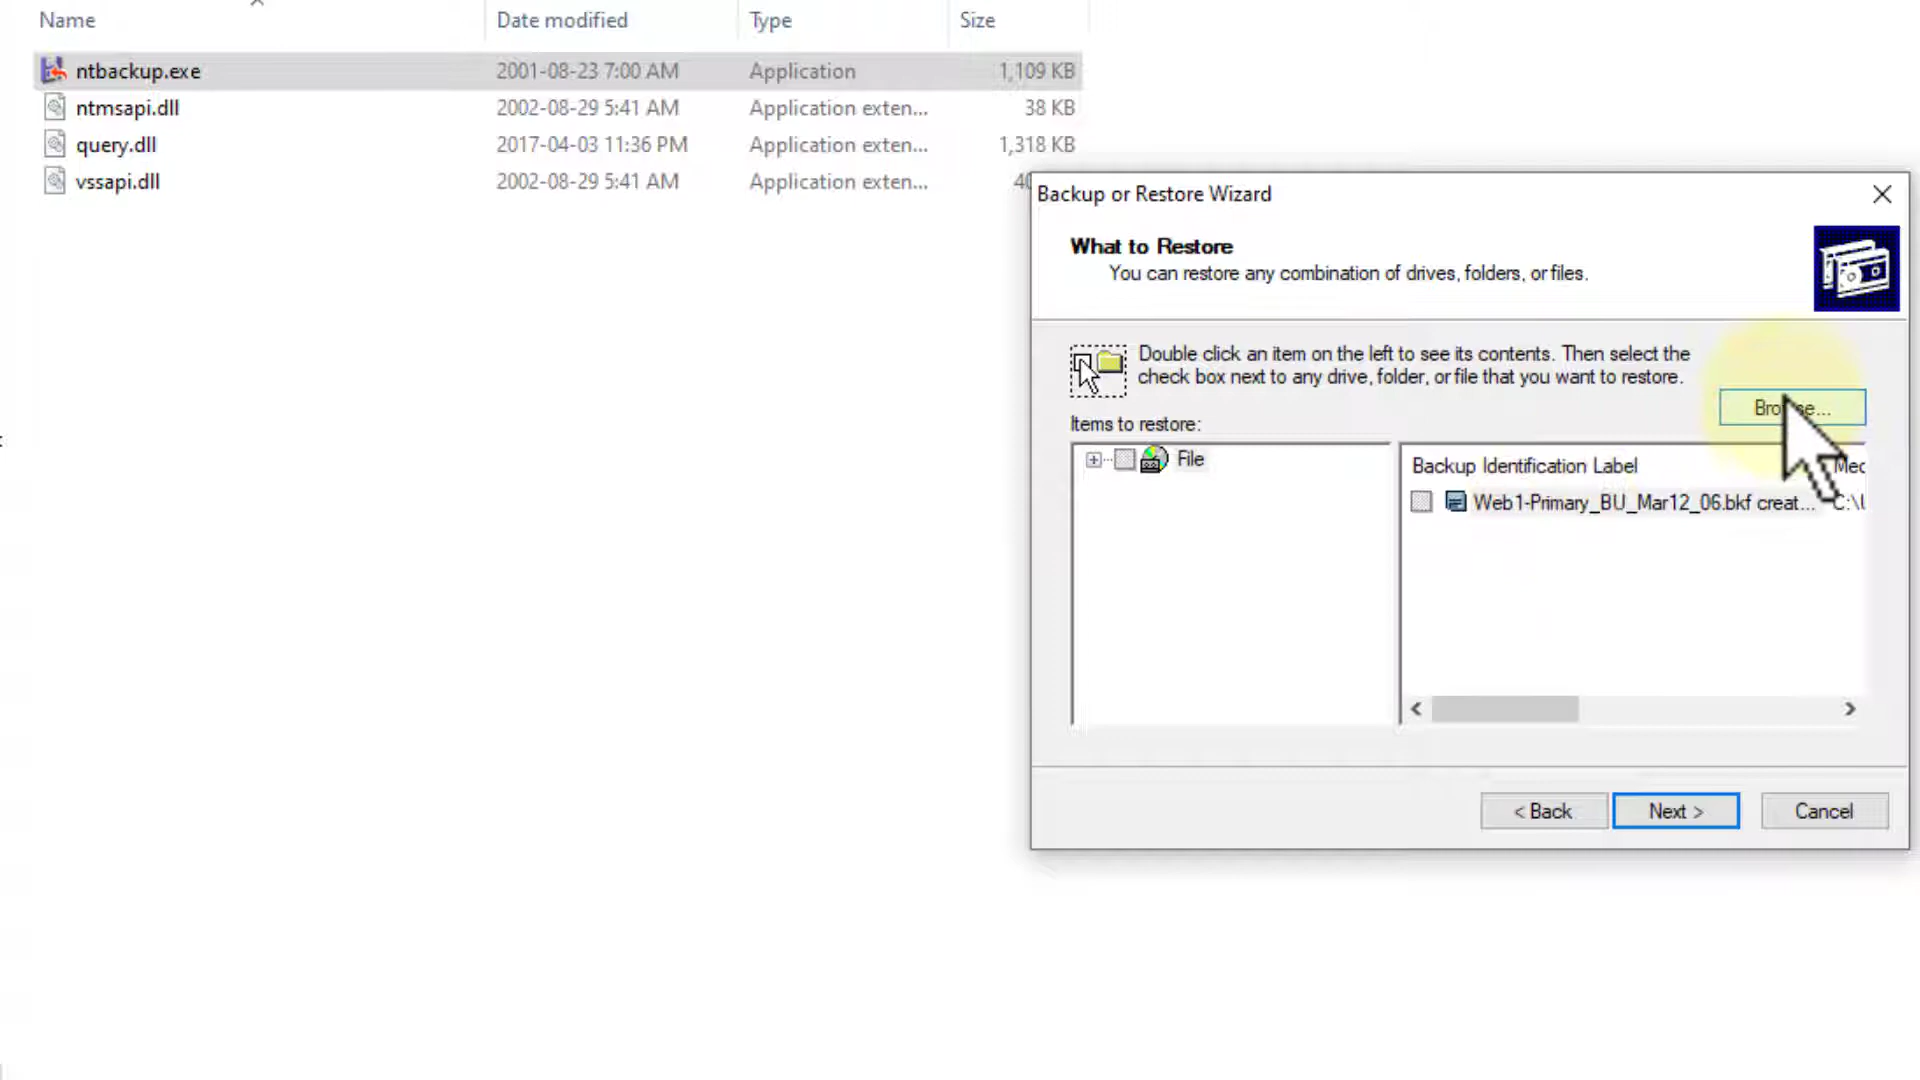 Name Date modified Type Size
ntbackup.exe 2001-08-23 7:00 AM Application 1,109 KB
ntmsapi.dll 2002-08-29 5:41 AM Application exten... 38 KB
query.dll 2017-04-03 11:36 PM Application exten... 1,318 KB
vssapi.dll 2002-08-29 5:41 AM Application exten...
Backup or Restore Wizard
What to Restore
You can restore any combination of drives, folders, or files.
Double click an item on the left to see its contents. Then select the
check box next to any drive, folder, or file that you want to restore.
Browse...
Items to restore:
File
Backup Identification Label
Web1-Primary_BU_Mar12_06.bkf creat... C:\U
< Back Next > Cancel